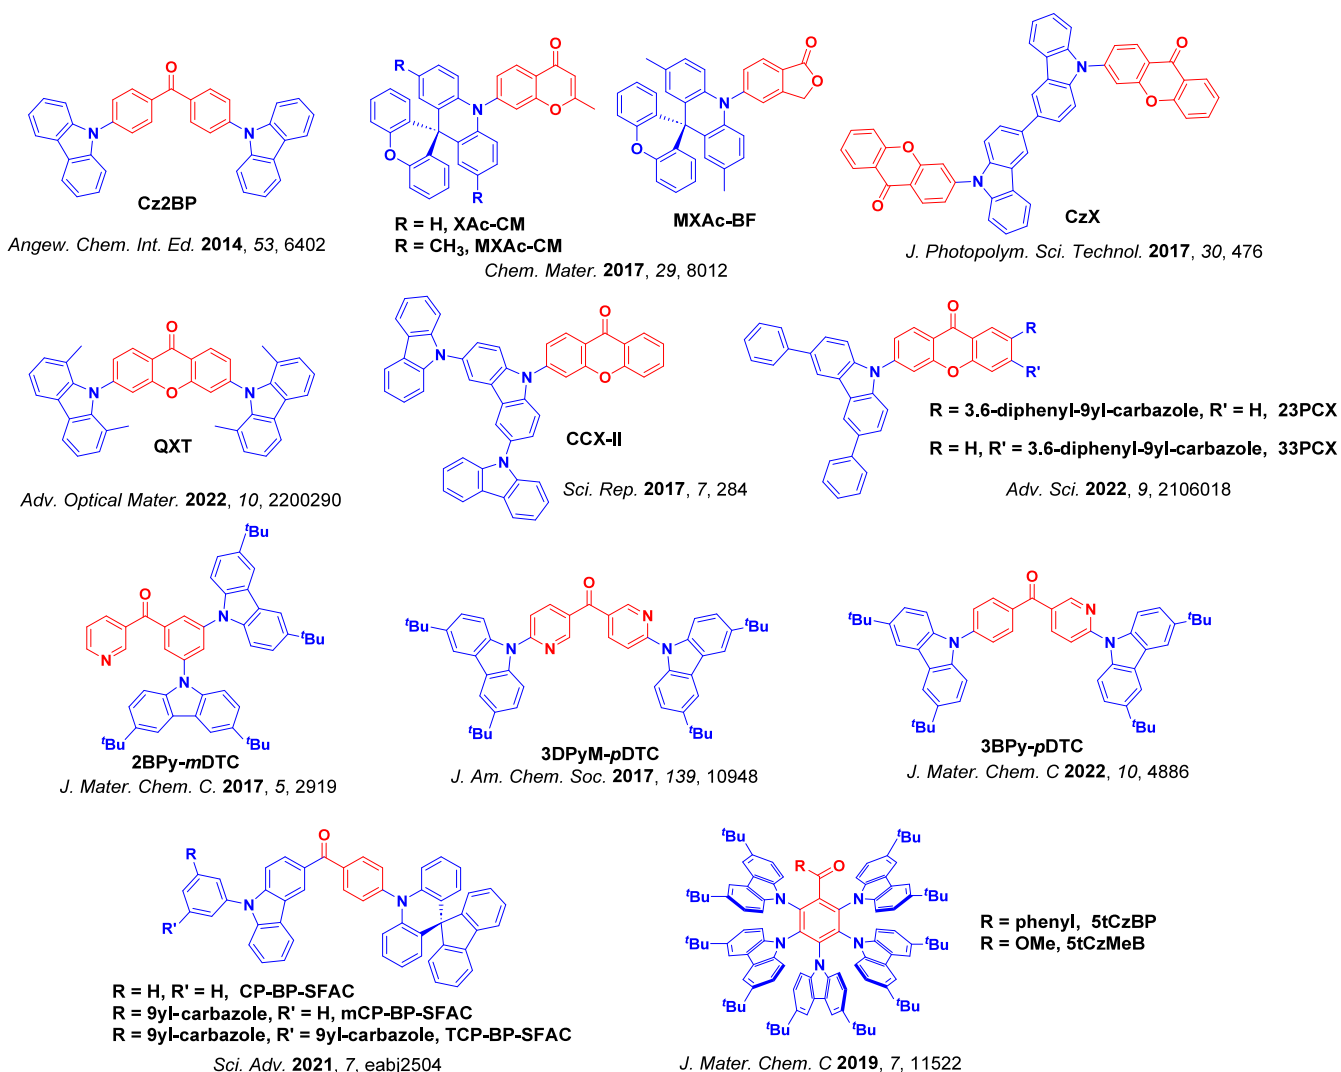 O
N
N
Cz2BP
Angew. Chem. Int. Ed. 2014, 53, 6402
R
O
N
O
O
R
R = H, XAc-CM
R = CH₃, MXAc-CM
O
N
O
O
MXAc-BF
Chem. Mater. 2017, 29, 8012
O
N
O
O
N
O
CzX
J. Photopolym. Sci. Technol. 2017, 30, 476
O
N
O
N
QXT
Adv. Optical Mater. 2022, 10, 2200290
N
O
N
O
N
CCX-II
Sci. Rep. 2017, 7, 284
O
R
N
O
R'
R = 3.6-diphenyl-9yl-carbazole, R' = H, 23PCX
R = H, R' = 3.6-diphenyl-9yl-carbazole, 33PCX
Adv. Sci. 2022, 9, 2106018
ᵗBu
O
N
ᵗBu
N
N
ᵗBu
ᵗBu
2BPy-mDTC
J. Mater. Chem. C. 2017, 5, 2919
O
ᵗBu
N
ᵗBu
N
N
N
ᵗBu
ᵗBu
3DPyM-pDTC
J. Am. Chem. Soc. 2017, 139, 10948
O
ᵗBu
N
ᵗBu
N
N
ᵗBu
ᵗBu
3BPy-pDTC
J. Mater. Chem. C 2022, 10, 4886
R
O
R'
N
N
R = H, R' = H, CP-BP-SFAC
R = 9yl-carbazole, R' = H, mCP-BP-SFAC
R = 9yl-carbazole, R' = 9yl-carbazole, TCP-BP-SFAC
Sci. Adv. 2021, 7, eabj2504
ᵗBu
ᵗBu
R
O
ᵗBu
ᵗBu
N
N
ᵗBu
ᵗBu
N
N
N
ᵗBu
ᵗBu
ᵗBu
ᵗBu
R = phenyl, 5tCzBP
R = OMe, 5tCzMeB
J. Mater. Chem. C 2019, 7, 11522